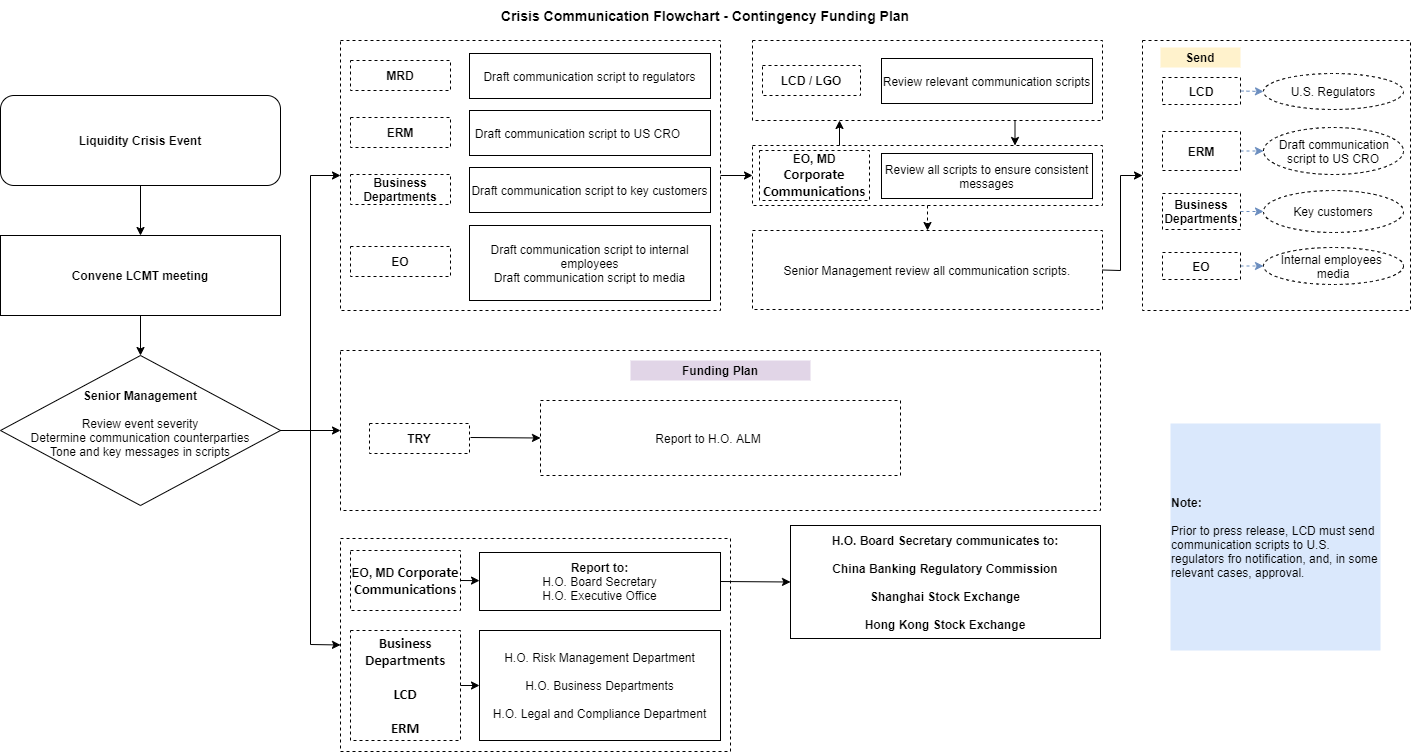 Crisis Communication Flowchart - Contingency Funding Plan
Liquidity Crisis Event
Convene LCMT meeting
Senior Management
Review event severity
Determine communication counterparties
Tone and key messages in scripts
MRD
Draft communication script to regulators
ERM
Draft communication script to US CRO
Business
Departments
Draft communication script to key customers
EO
Draft communication script to internal
employees
Draft communication script to media
LCD / LGO
Review relevant communication scripts
EO, MD
Corporate
Communications
Review all scripts to ensure consistent
messages
Senior Management review all communication scripts.
Send
LCD
U.S. Regulators
ERM
Draft communication
script to US CRO
Business
Departments
Key customers
EO
Internal employees
media
Funding Plan
TRY
Report to H.O. ALM
EO, MD Corporate
Communications
Report to:
H.O. Board Secretary
H.O. Executive Office
H.O. Board Secretary communicates to:
China Banking Regulatory Commission
Shanghai Stock Exchange
Hong Kong Stock Exchange
Business
Departments
LCD
ERM
H.O. Risk Management Department
H.O. Business Departments
H.O. Legal and Compliance Department
Note:
Prior to press release, LCD must send
communication scripts to U.S.
regulators fro notification, and, in some
relevant cases, approval.